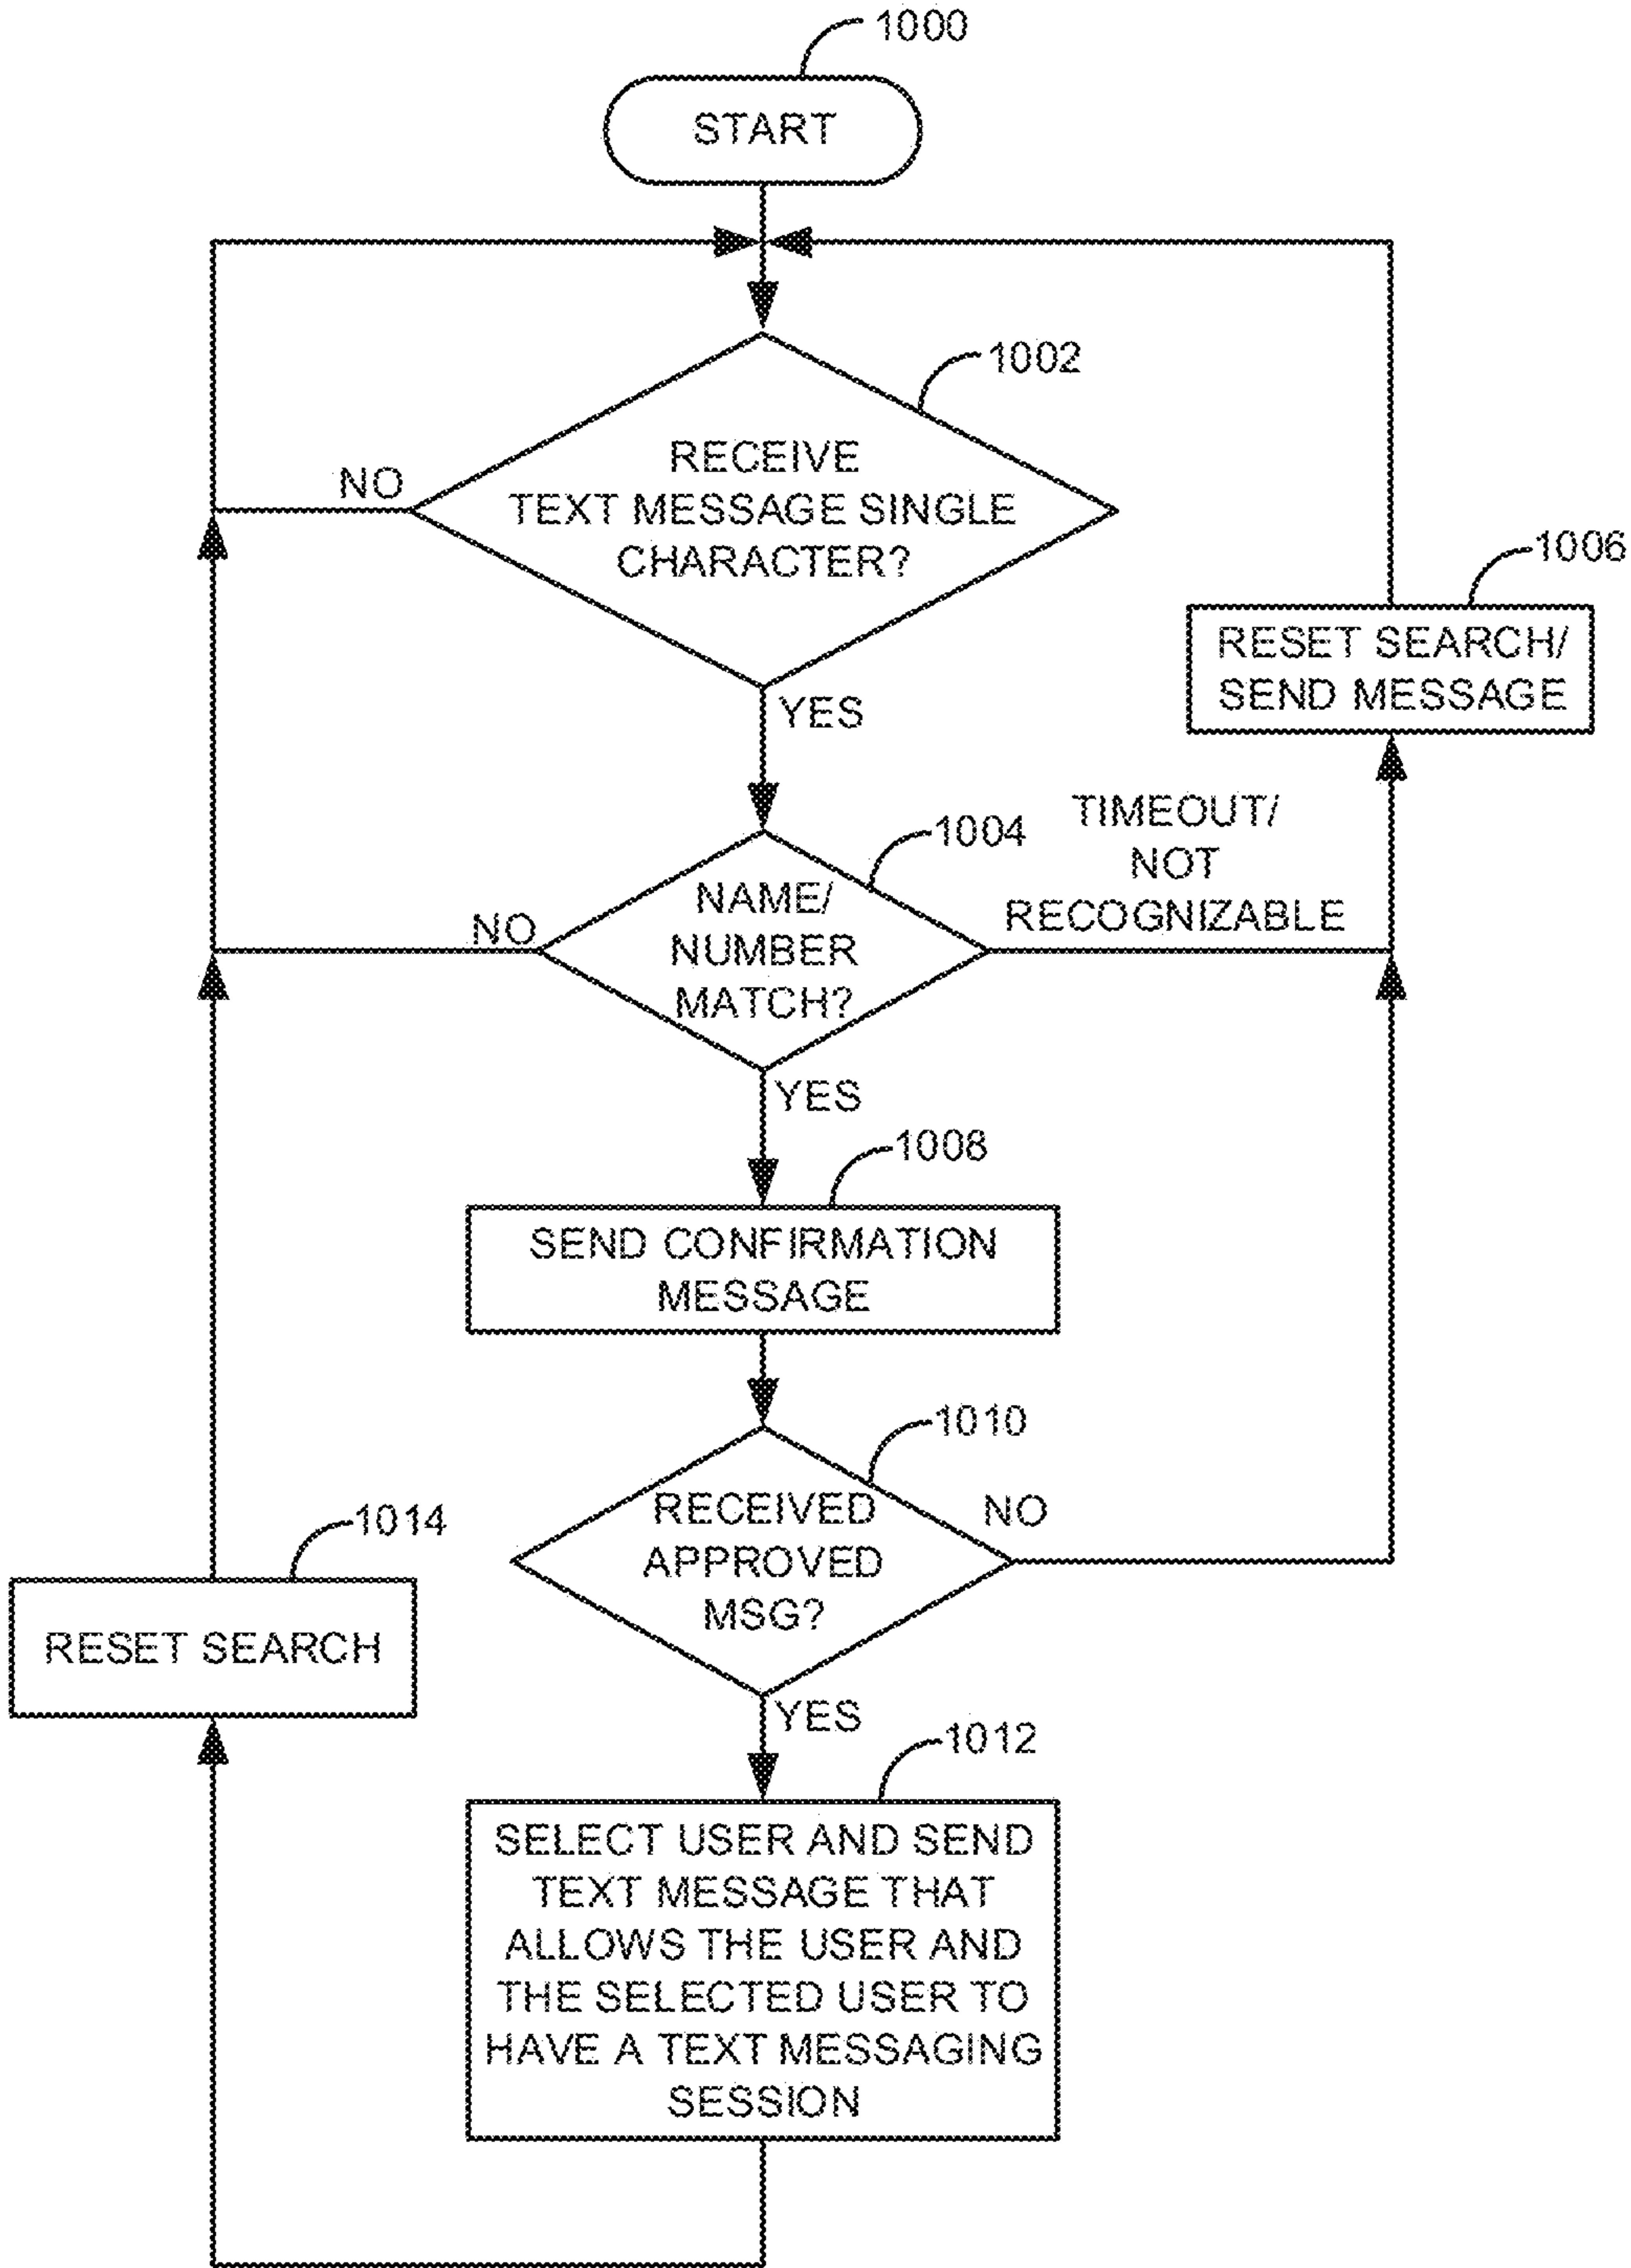 1000
START
1002
RECEIVE
TEXT MESSAGE SINGLE
CHARACTER?
NO
YES
1006
RESET SEARCH/
SEND MESSAGE
1004
NAME/
NUMBER
MATCH?
NO
TIMEOUT/
NOT
RECOGNIZABLE
YES
1008
SEND CONFIRMATION
MESSAGE
1010
RECEIVED
APPROVED
MSG?
NO
YES
1014
RESET SEARCH
1012
SELECT USER AND SEND
TEXT MESSAGE THAT
ALLOWS THE USER AND
THE SELECTED USER TO
HAVE A TEXT MESSAGING
SESSION